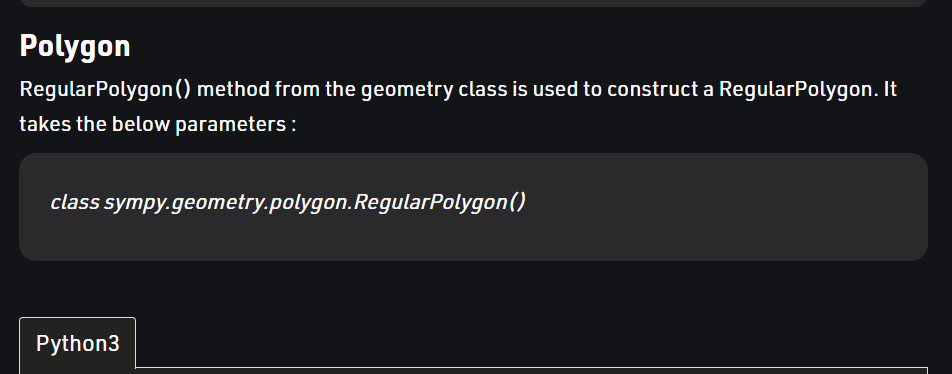 Polygon
RegularPolygon() method from the geometry class is used to construct a RegularPolygon. It
takes the below parameters :
class sympy.geometry.polygon.RegularPolygon()
Python3